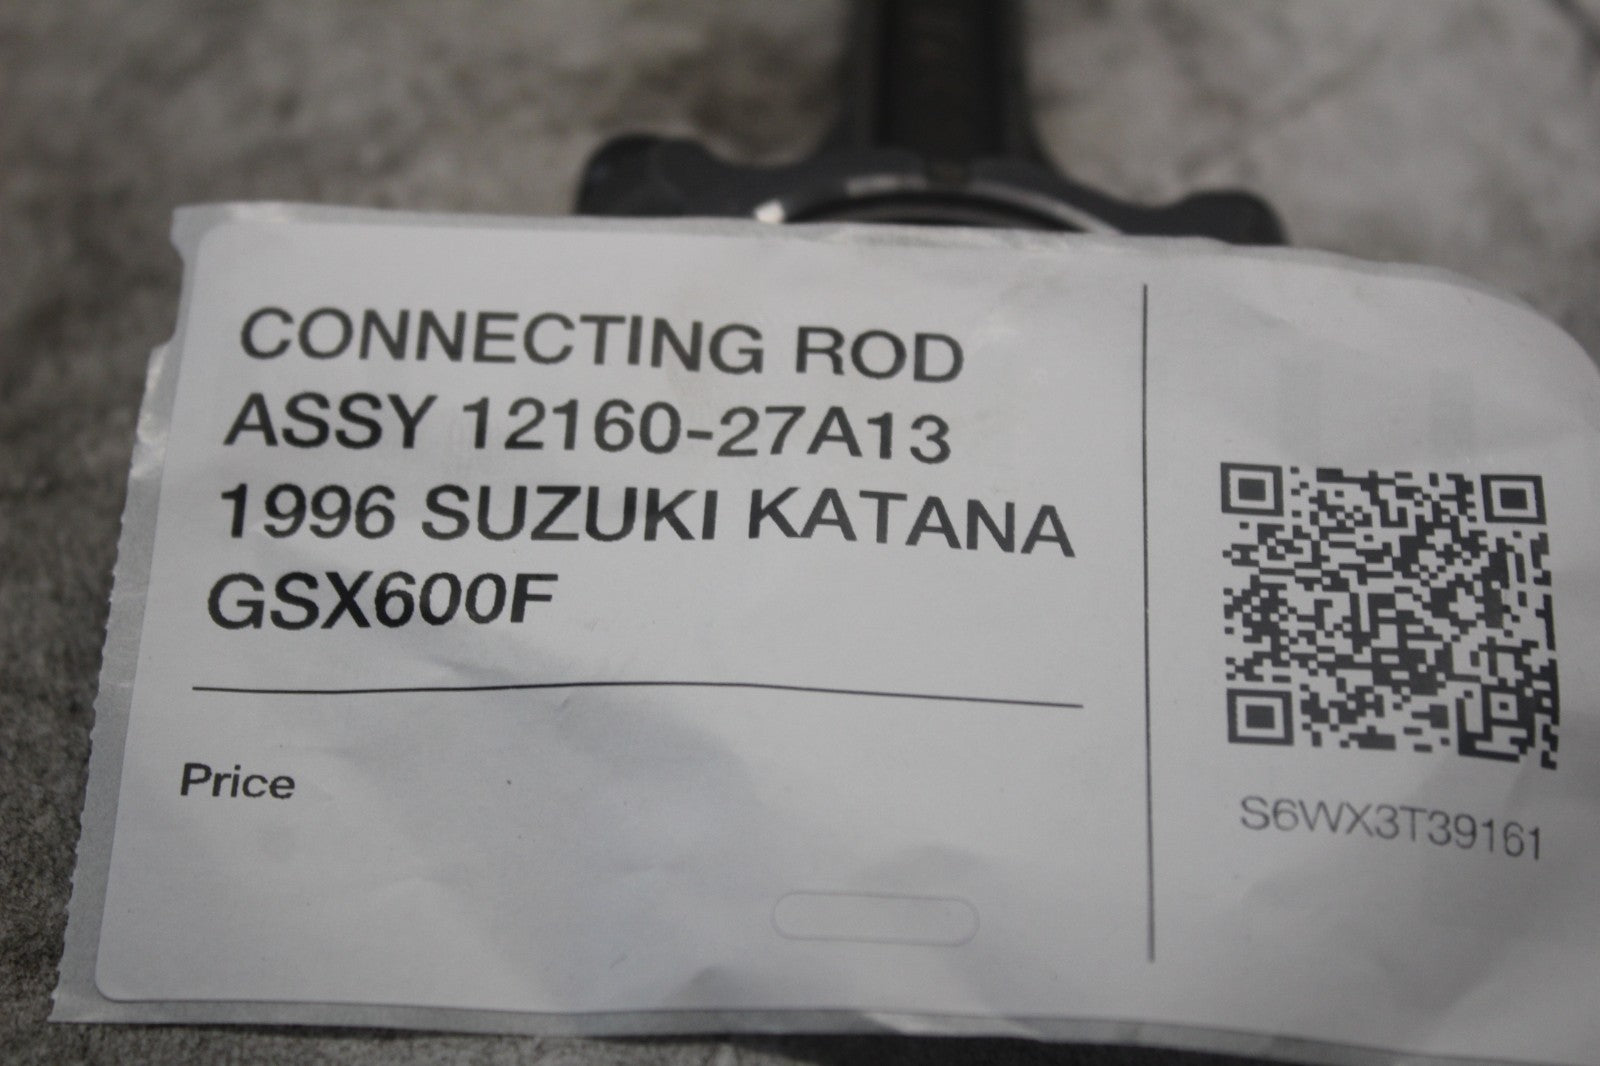 CONNECTING ROD
ASSY 12160-27A13
1996 SUZUKI KATANA
GSX600F
Price
S6WX3T39161